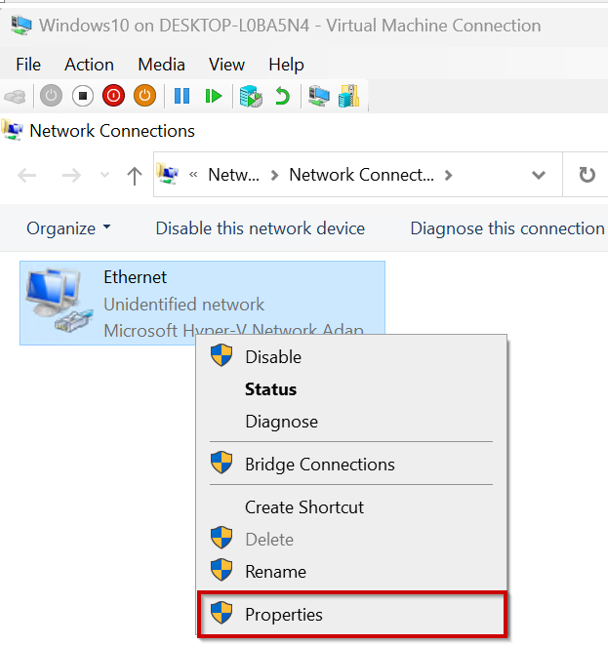 Windows10 on DESKTOP-L0BA5N4 - Virtual Machine Connection
File Action Media View Help
Network Connections
« Netw... > Network Connect... >
Organize Disable this network device Diagnose this connection
Ethernet
Unidentified network
Microsoft Hyper-V Network Adap
Disable
Status
Diagnose
Bridge Connections
Create Shortcut
Delete
Rename
Properties